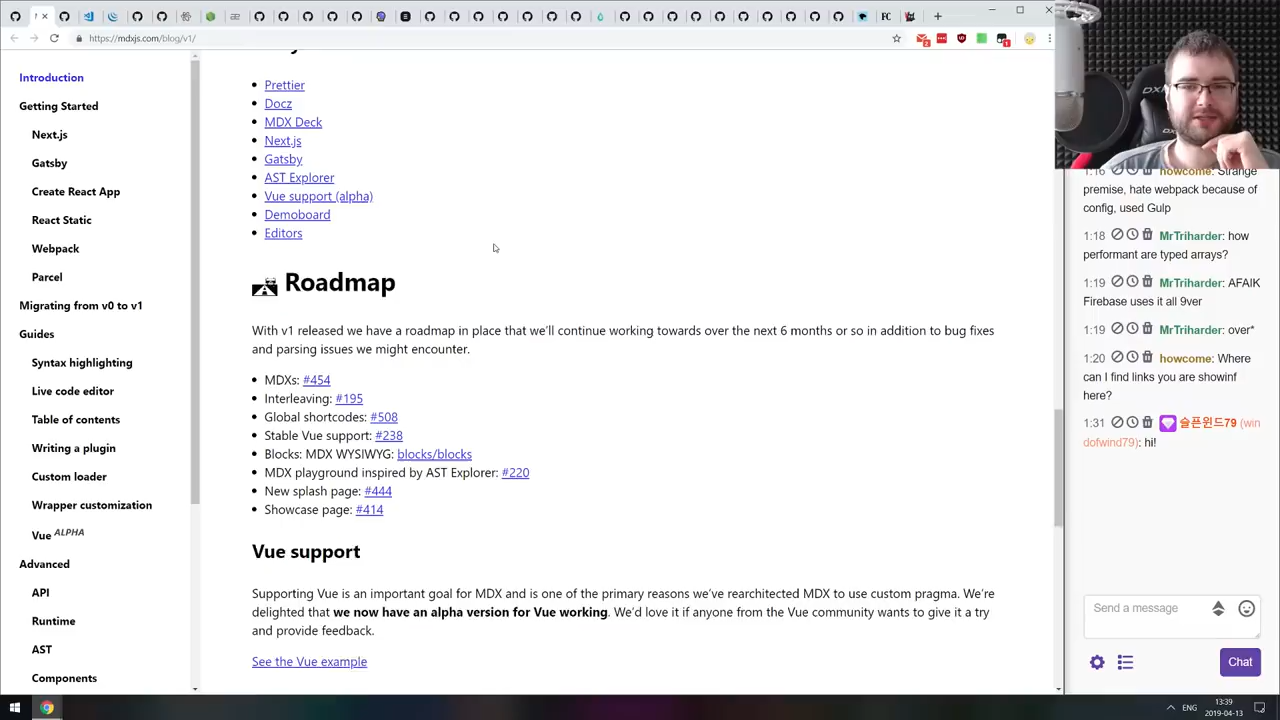 https://mdxjs.com/blog/v1/
FC
2
1
Introduction
Getting Started
Next.js
Gatsby
Create React App
React Static
Webpack
Parcel
Migrating from v0 to v1
Guides
Syntax highlighting
Live code editor
Table of contents
Writing a plugin
Custom loader
Wrapper customization
Vue ALPHA
Advanced
API
Runtime
AST
Components
Prettier
Docz
MDX Deck
Next.js
Gatsby
AST Explorer
Vue support (alpha)
Demoboard
Editors
Roadmap
With v1 released we have a roadmap in place that we'll continue working towards over the next 6 months or so in addition to bug fixes
and parsing issues we might encounter.
MDXs: #454
Interleaving: #195
Global shortcodes: #508
Stable Vue support: #238
Blocks: MDX WYSIWYG: blocks/blocks
MDX playground inspired by AST Explorer: #220
New splash page: #444
Showcase page: #414
Vue support
Supporting Vue is an important goal for MDX and is one of the primary reasons we've rearchitected MDX to use custom pragma. We're
delighted that we now have an alpha version for Vue working. We'd love it if anyone from the Vue community wants to give it a try
and provide feedback.
See the Vue example
1:16 howcome: Strange
premise, hate webpack because of
config, used Gulp
1:18 MrTriharder: how
performant are typed arrays?
1:19 MrTriharder: AFAIK
Firebase uses it all 9ver
1:19 MrTriharder: over*
1:20 howcome: Where
can I find links you are showinf
here?
1:31 슬픈윈드79 (win
dofwind79): hi!
Send a message
Chat
ENG
13:39
2019-04-13